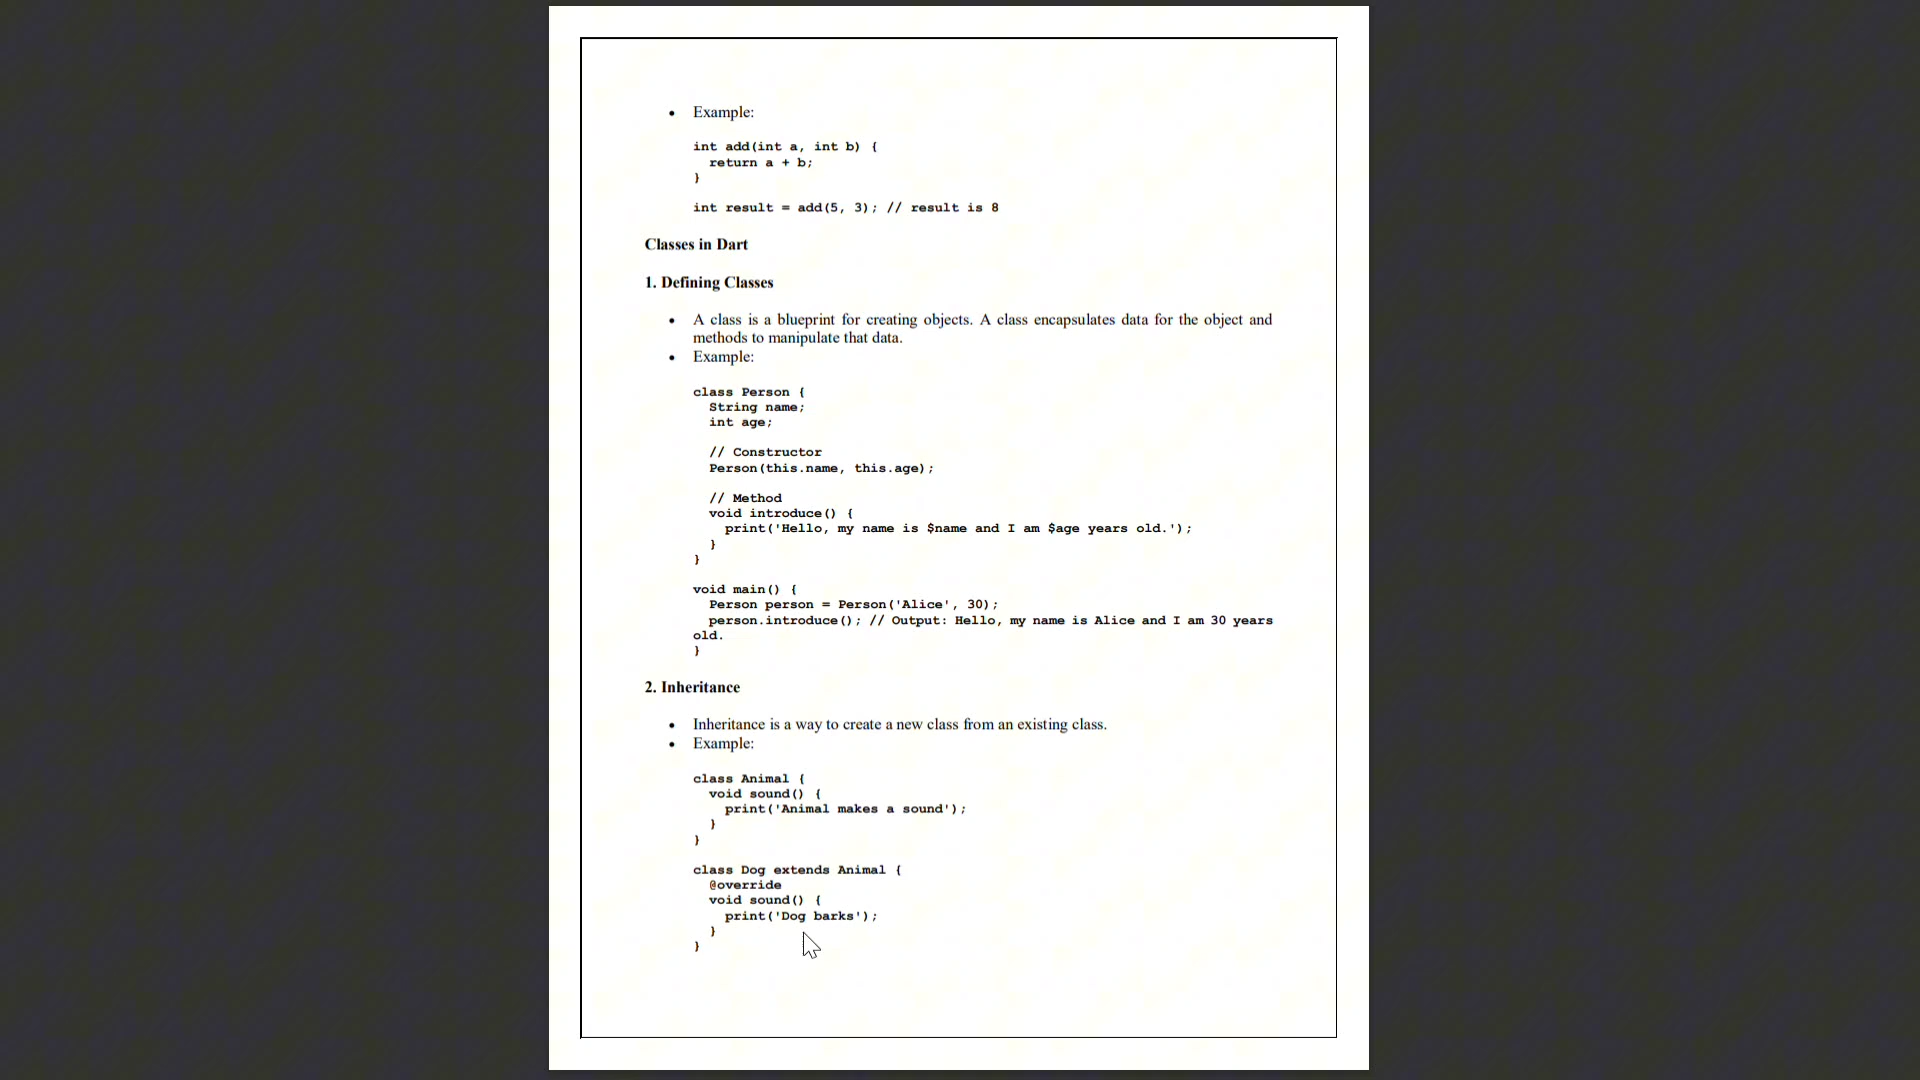 • Example:
int add(int a, int b) {
  return a + b;
}
int result = add(5, 3); // result is 8
Classes in Dart
1. Defining Classes
• A class is a blueprint for creating objects. A class encapsulates data for the object and
methods to manipulate that data.
• Example:
class Person {
  String name;
  int age;
  // Constructor
  Person(this.name, this.age);
  // Method
  void introduce() {
    print('Hello, my name is $name and I am $age years old.');
  }
}
void main() {
  Person person = Person('Alice', 30);
  person.introduce(); // Output: Hello, my name is Alice and I am 30 years
old.
}
2. Inheritance
• Inheritance is a way to create a new class from an existing class.
• Example:
class Animal {
  void sound() {
    print('Animal makes a sound');
  }
}
class Dog extends Animal {
  @override
  void sound() {
    print('Dog barks');
  }
}